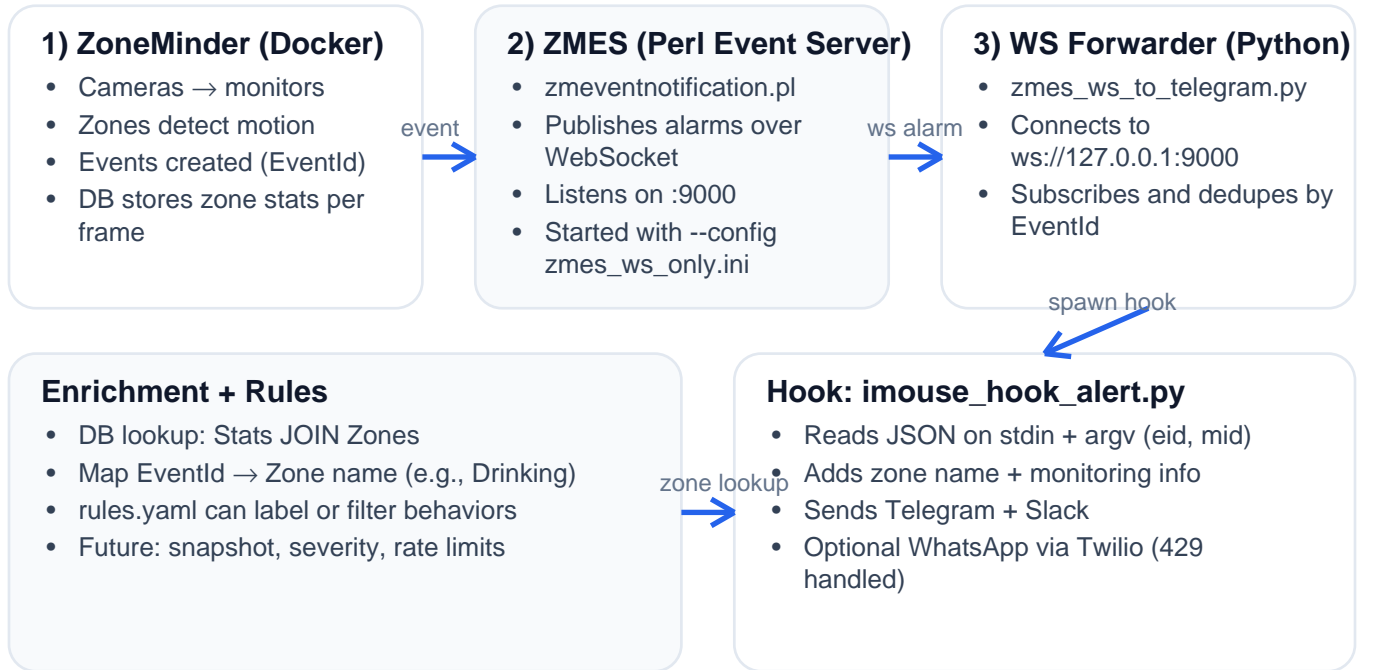 1) ZoneMinder (Docker)
• Cameras → monitors
• Zones detect motion
• Events created (EventId)
• DB stores zone stats per
frame
event
2) ZMES (Perl Event Server)
• zmeventnotification.pl
• Publishes alarms over
WebSocket
• Listens on :9000
• Started with --config
zmes_ws_only.ini
ws alarm
3) WS Forwarder (Python)
• zmes_ws_to_telegram.py
• Connects to
ws://127.0.0.1:9000
• Subscribes and dedupes by
EventId
spawn hook
Enrichment + Rules
• DB lookup: Stats JOIN Zones
• Map EventId → Zone name (e.g., Drinking)
• rules.yaml can label or filter behaviors
• Future: snapshot, severity, rate limits
zone lookup
Hook: imouse_hook_alert.py
• Reads JSON on stdin + argv (eid, mid)
• Adds zone name + monitoring info
• Sends Telegram + Slack
• Optional WhatsApp via Twilio (429
handled)